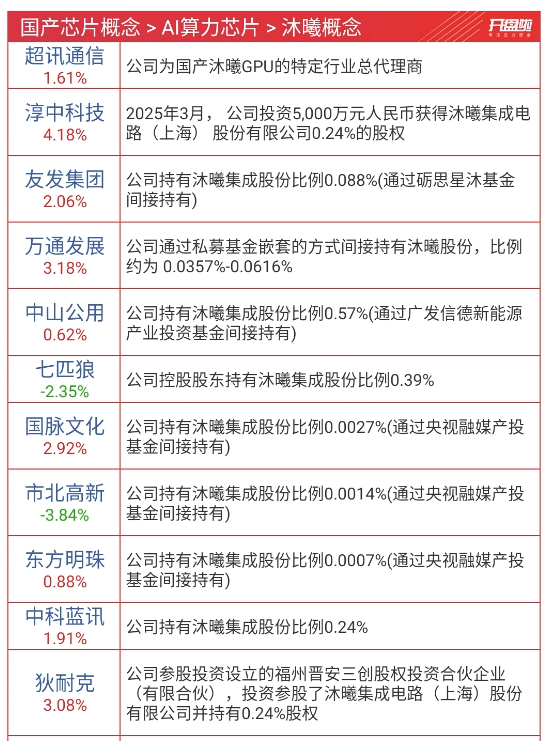 国产芯片概念 > AI算力芯片 > 沐曦概念
开盘啦
超讯通信
1.61%
公司为国产沐曦GPU的特定行业总代理商
淳中科技
4.18%
2025年3月， 公司投资5,000万元人民币获得沐曦集成电
路（上海） 股份有限公司0.24%的股权
友发集团
2.06%
公司持有沐曦集成股份比例0.088%(通过砺思星沐基金
间接持有)
万通发展
3.18%
公司通过私募基金嵌套的方式间接持有沐曦股份，比例
约为 0.0357%-0.0616%
中山公用
0.62%
公司持有沐曦集成股份比例0.57%(通过广发信德新能源
产业投资基金间接持有)
七匹狼
-2.35%
公司控股股东持有沐曦集成股份比例0.39%
国脉文化
2.92%
公司持有沐曦集成股份比例0.0027%(通过央视融媒产投
基金间接持有)
市北高新
-3.84%
公司持有沐曦集成股份比例0.0014%(通过央视融媒产投
基金间接持有)
东方明珠
0.88%
公司持有沐曦集成股份比例0.0007%(通过央视融媒产投
基金间接持有)
中科蓝讯
1.91%
公司持有沐曦集成股份比例0.24%
狄耐克
3.08%
公司参股投资设立的福州晋安三创股权投资合伙企业
（有限合伙），投资参股了沐曦集成电路（上海）股份
有限公司并持有0.24%股权